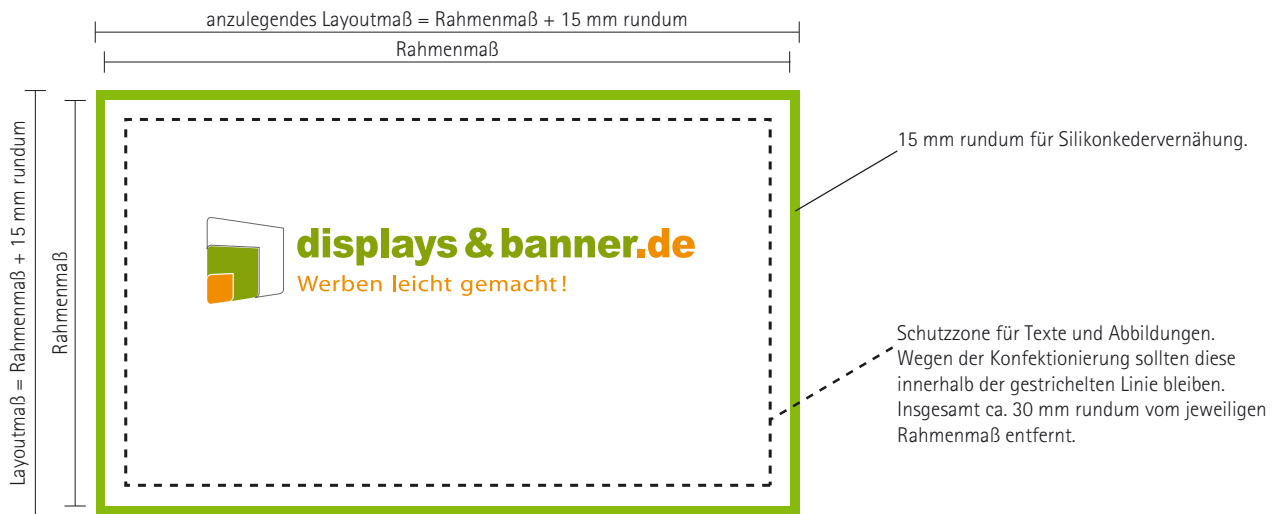 anzulegendes Layoutmaß = Rahmenmaß + 15 mm rundum
Rahmenmaß
Layoutmaß = Rahmenmaß + 15 mm rundum
Rahmenmaß
15 mm rundum für Silikonkedervernähung.
displays & banner.de
Werben leicht gemacht!
Schutzzone für Texte und Abbildungen.
Wegen der Konfektionierung sollten diese
innerhalb der gestrichelten Linie bleiben.
Insgesamt ca. 30 mm rundum vom jeweiligen
Rahmenmaß entfernt.